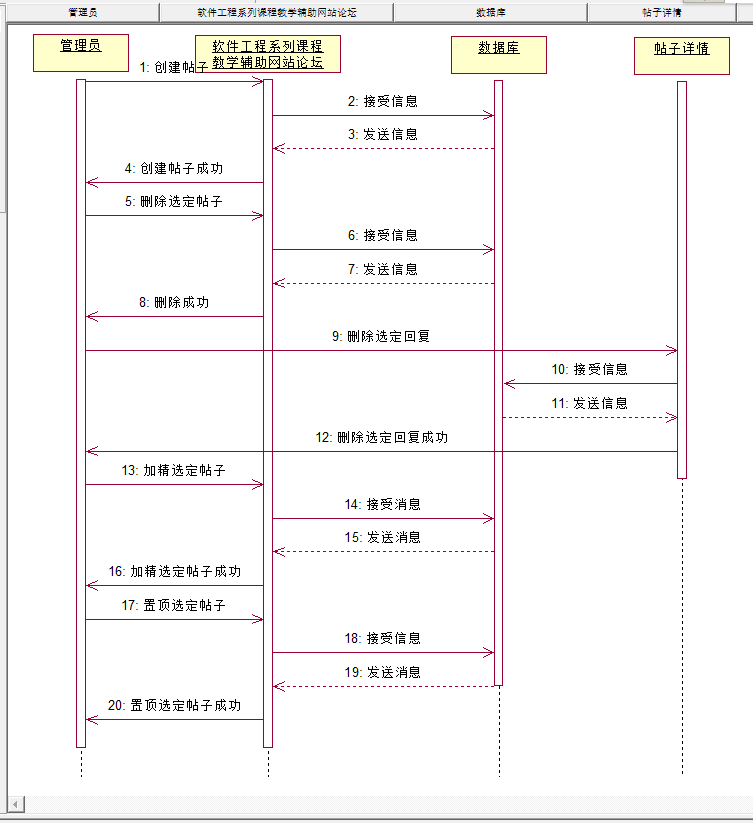 管理员
软件工程系列课程教学辅助网站论坛
数据库
帖子详情
管理员
软件工程系列课程
教学辅助网站论坛
数据库
帖子详情
1: 创建帖子
2: 接受信息
3: 发送信息
4: 创建帖子成功
5: 删除选定帖子
6: 接受信息
7: 发送信息
8: 删除成功
9: 删除选定回复
10: 接受信息
11: 发送信息
12: 删除选定回复成功
13: 加精选定帖子
14: 接受消息
15: 发送消息
16: 加精选定帖子成功
17: 置顶选定帖子
18: 接受信息
19: 发送消息
20: 置顶选定帖子成功